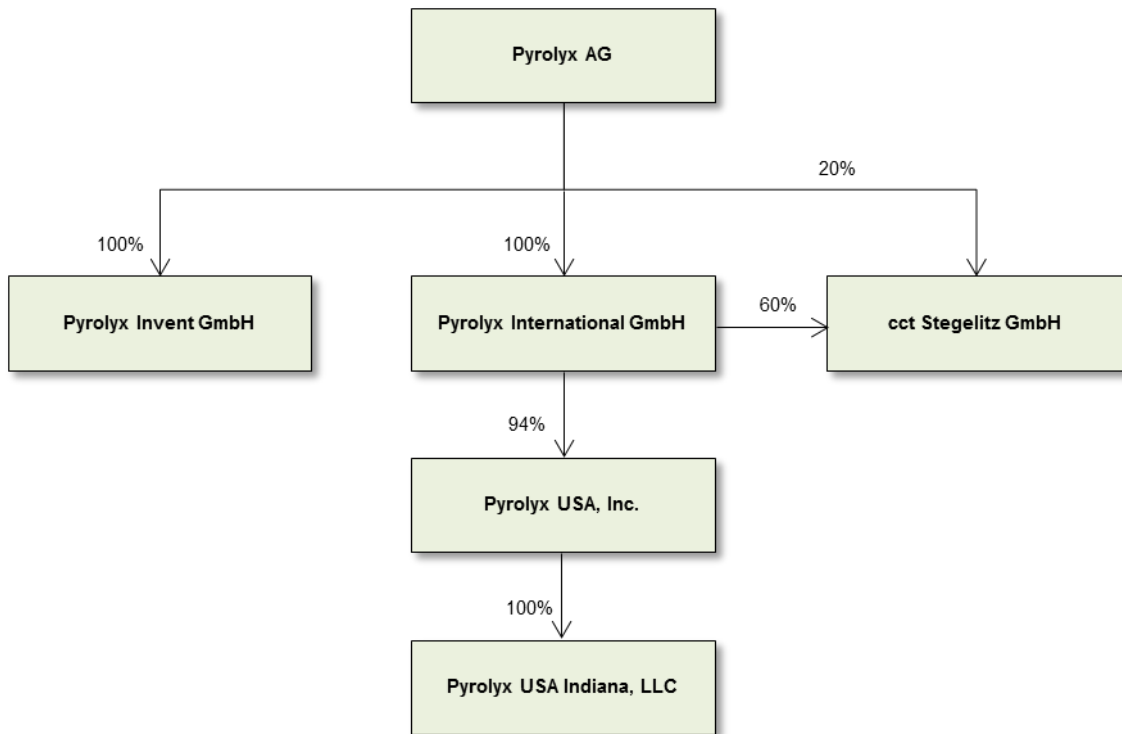 Pyrolyx AG
20%
100%
100%
Pyrolyx Invent GmbH
Pyrolyx International GmbH
60%
cct Stegelitz GmbH
94%
Pyrolyx USA, Inc.
100%
Pyrolyx USA Indiana, LLC